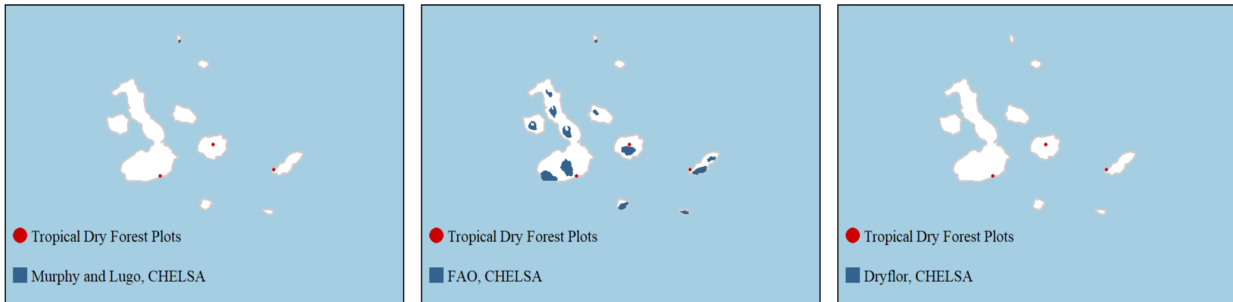 Tropical Dry Forest Plots
Murphy and Lugo, CHELSA
Tropical Dry Forest Plots
FAO, CHELSA
Tropical Dry Forest Plots
Dryflor, CHELSA